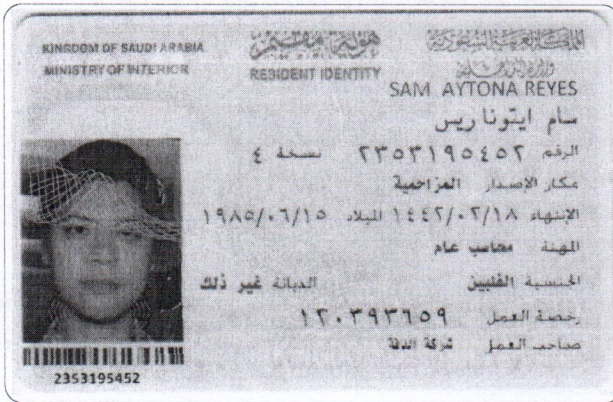 KINGDOM OF SAUDI ARABIA
MINISTRY OF INTERIOR
هوية مقيم
RESIDENT IDENTITY
المملكة العربية السعودية
وزارة الداخلية
SAM AYTONA REYES
سام ايتونا ريس
الرقم ٢٣٥٣١٩٥٤٥٢ نسخة ٤
مكان الإصدار المزاحمية
الإنتهاء ١٤٤٢/٠٢/١٨ الميلاد ١٩٨٥/٠٦/١٥
المهنة محاسب عام
الجنسية الفلبين الديانة غير ذلك
رخصة العمل ١٢٠٣٩٣٦٥٩
صاحب العمل شركة الدقة
2353195452